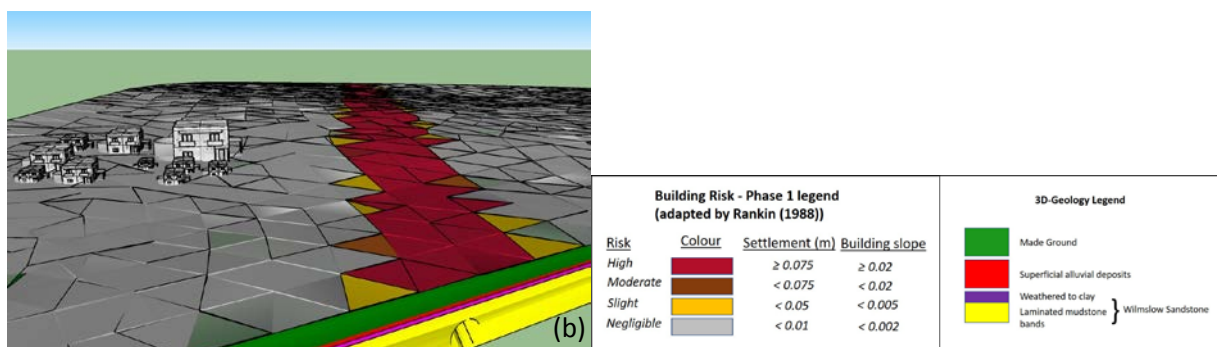 (b)
Building Risk - Phase 1 legend
(adapted by Rankin (1988))
Risk Colour Settlement (m) Building slope
High ≥ 0.075 ≥ 0.02
Moderate < 0.075 < 0.02
Slight < 0.05 < 0.005
Negligible < 0.01 < 0.002
3D-Geology Legend
Made Ground
Superficial alluvial deposits
Weathered to clay
Laminated mudstone
bands
} Wilmslow Sandstone